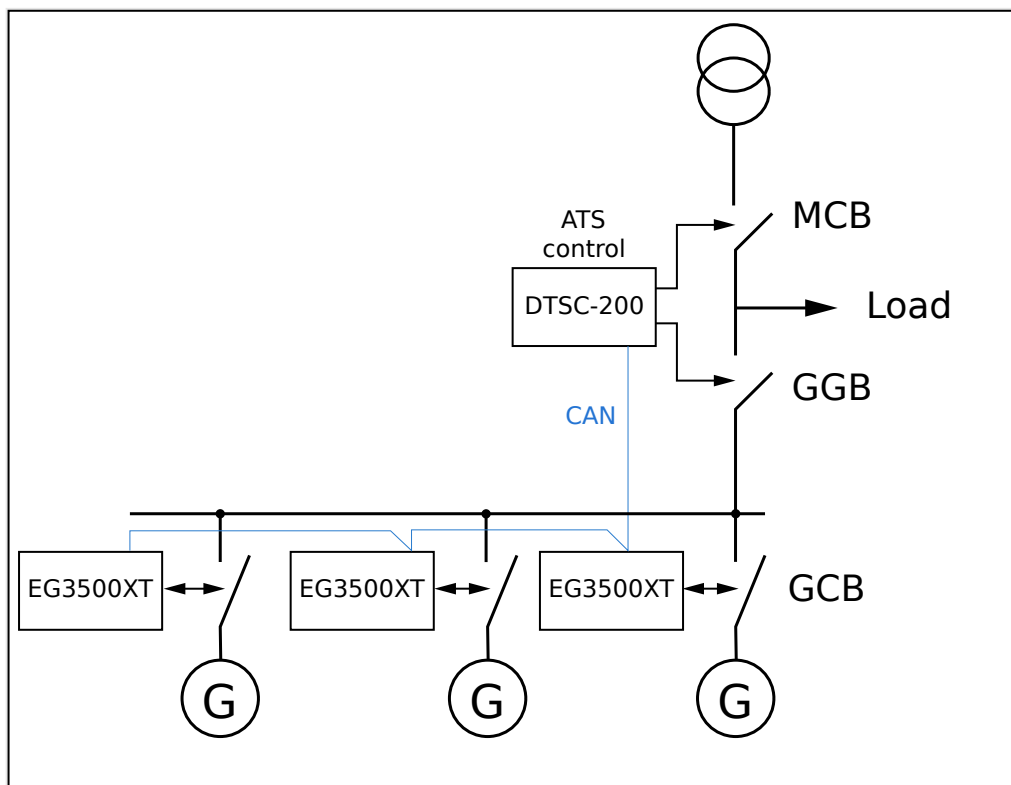 MCB
ATS
control
DTSC-200
Load
GGB
CAN
EG3500XT
EG3500XT
EG3500XT
GCB
G
G
G